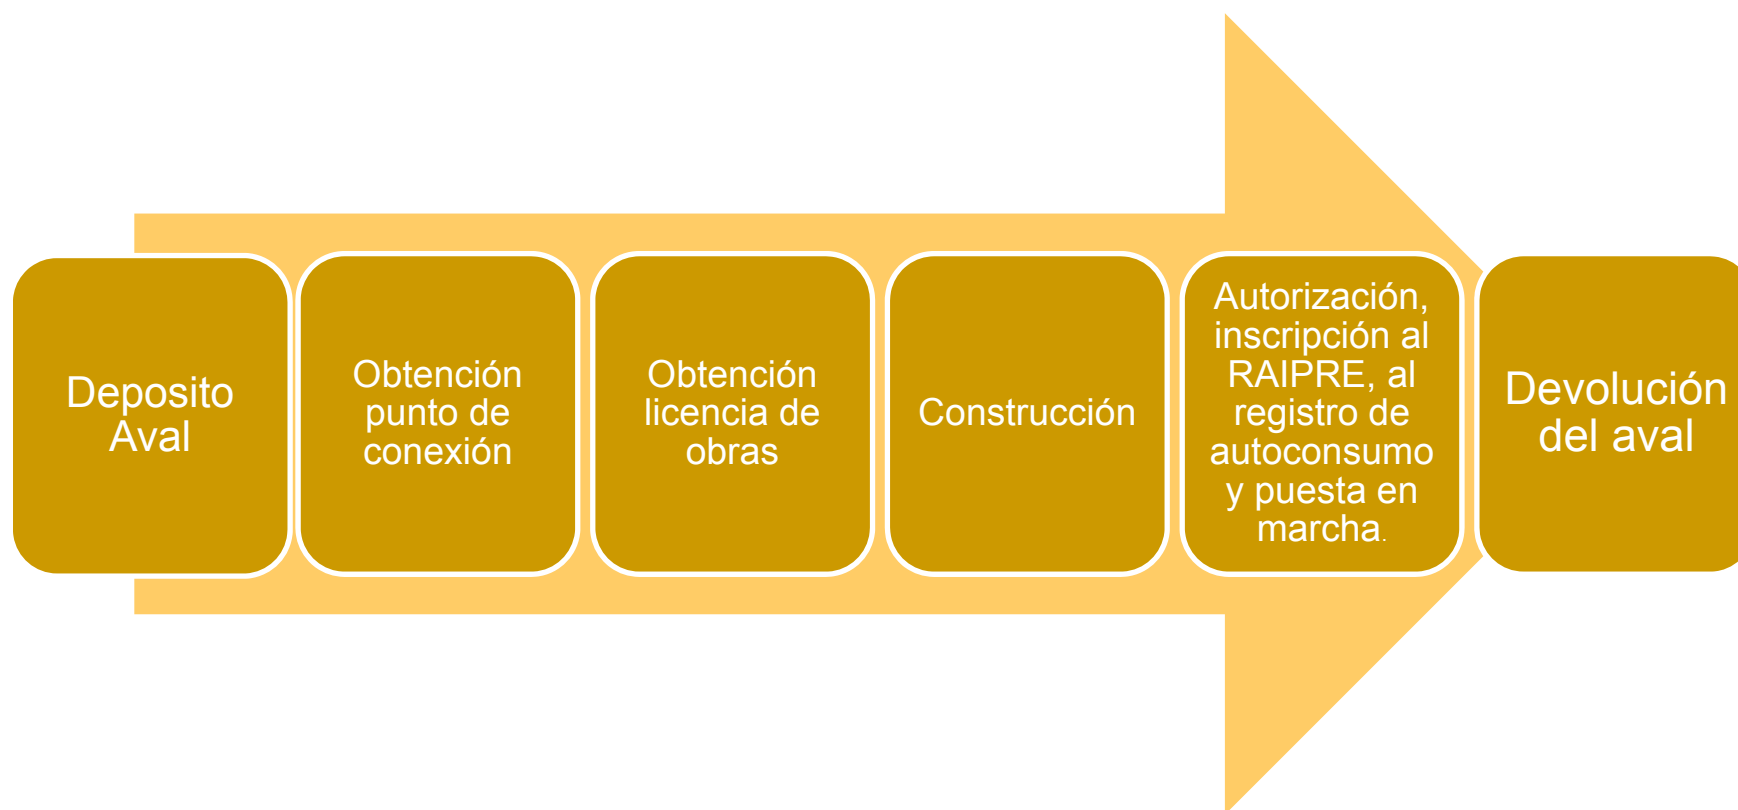 Deposito
Aval
Obtención
punto de
conexión
Obtención
licencia de
obras
Construcción
Autorización,
inscripción al
RAIPRE, al
registro de
autoconsumo
y puesta en
marcha.
Devolución
del aval